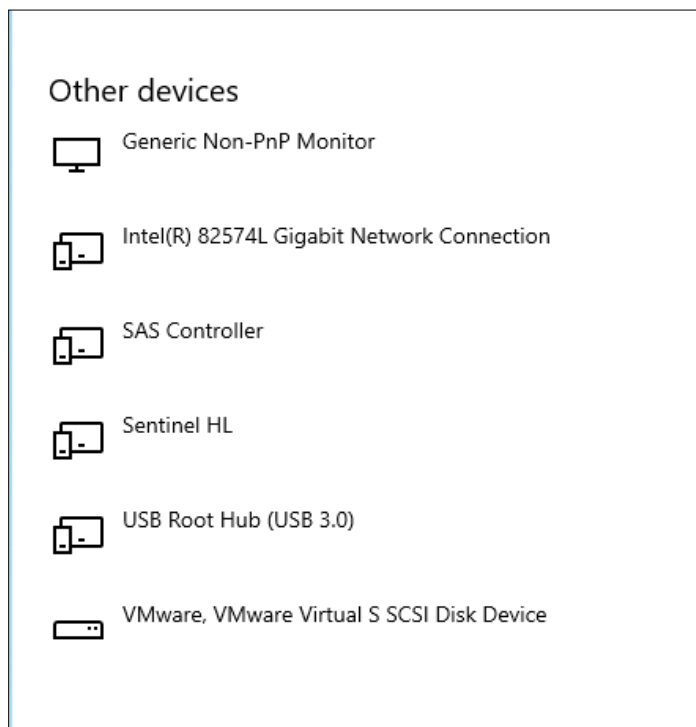 Other devices
Generic Non-PnP Monitor
Intel(R) 82574L Gigabit Network Connection
SAS Controller
Sentinel HL
USB Root Hub (USB 3.0)
VMware, VMware Virtual S SCSI Disk Device